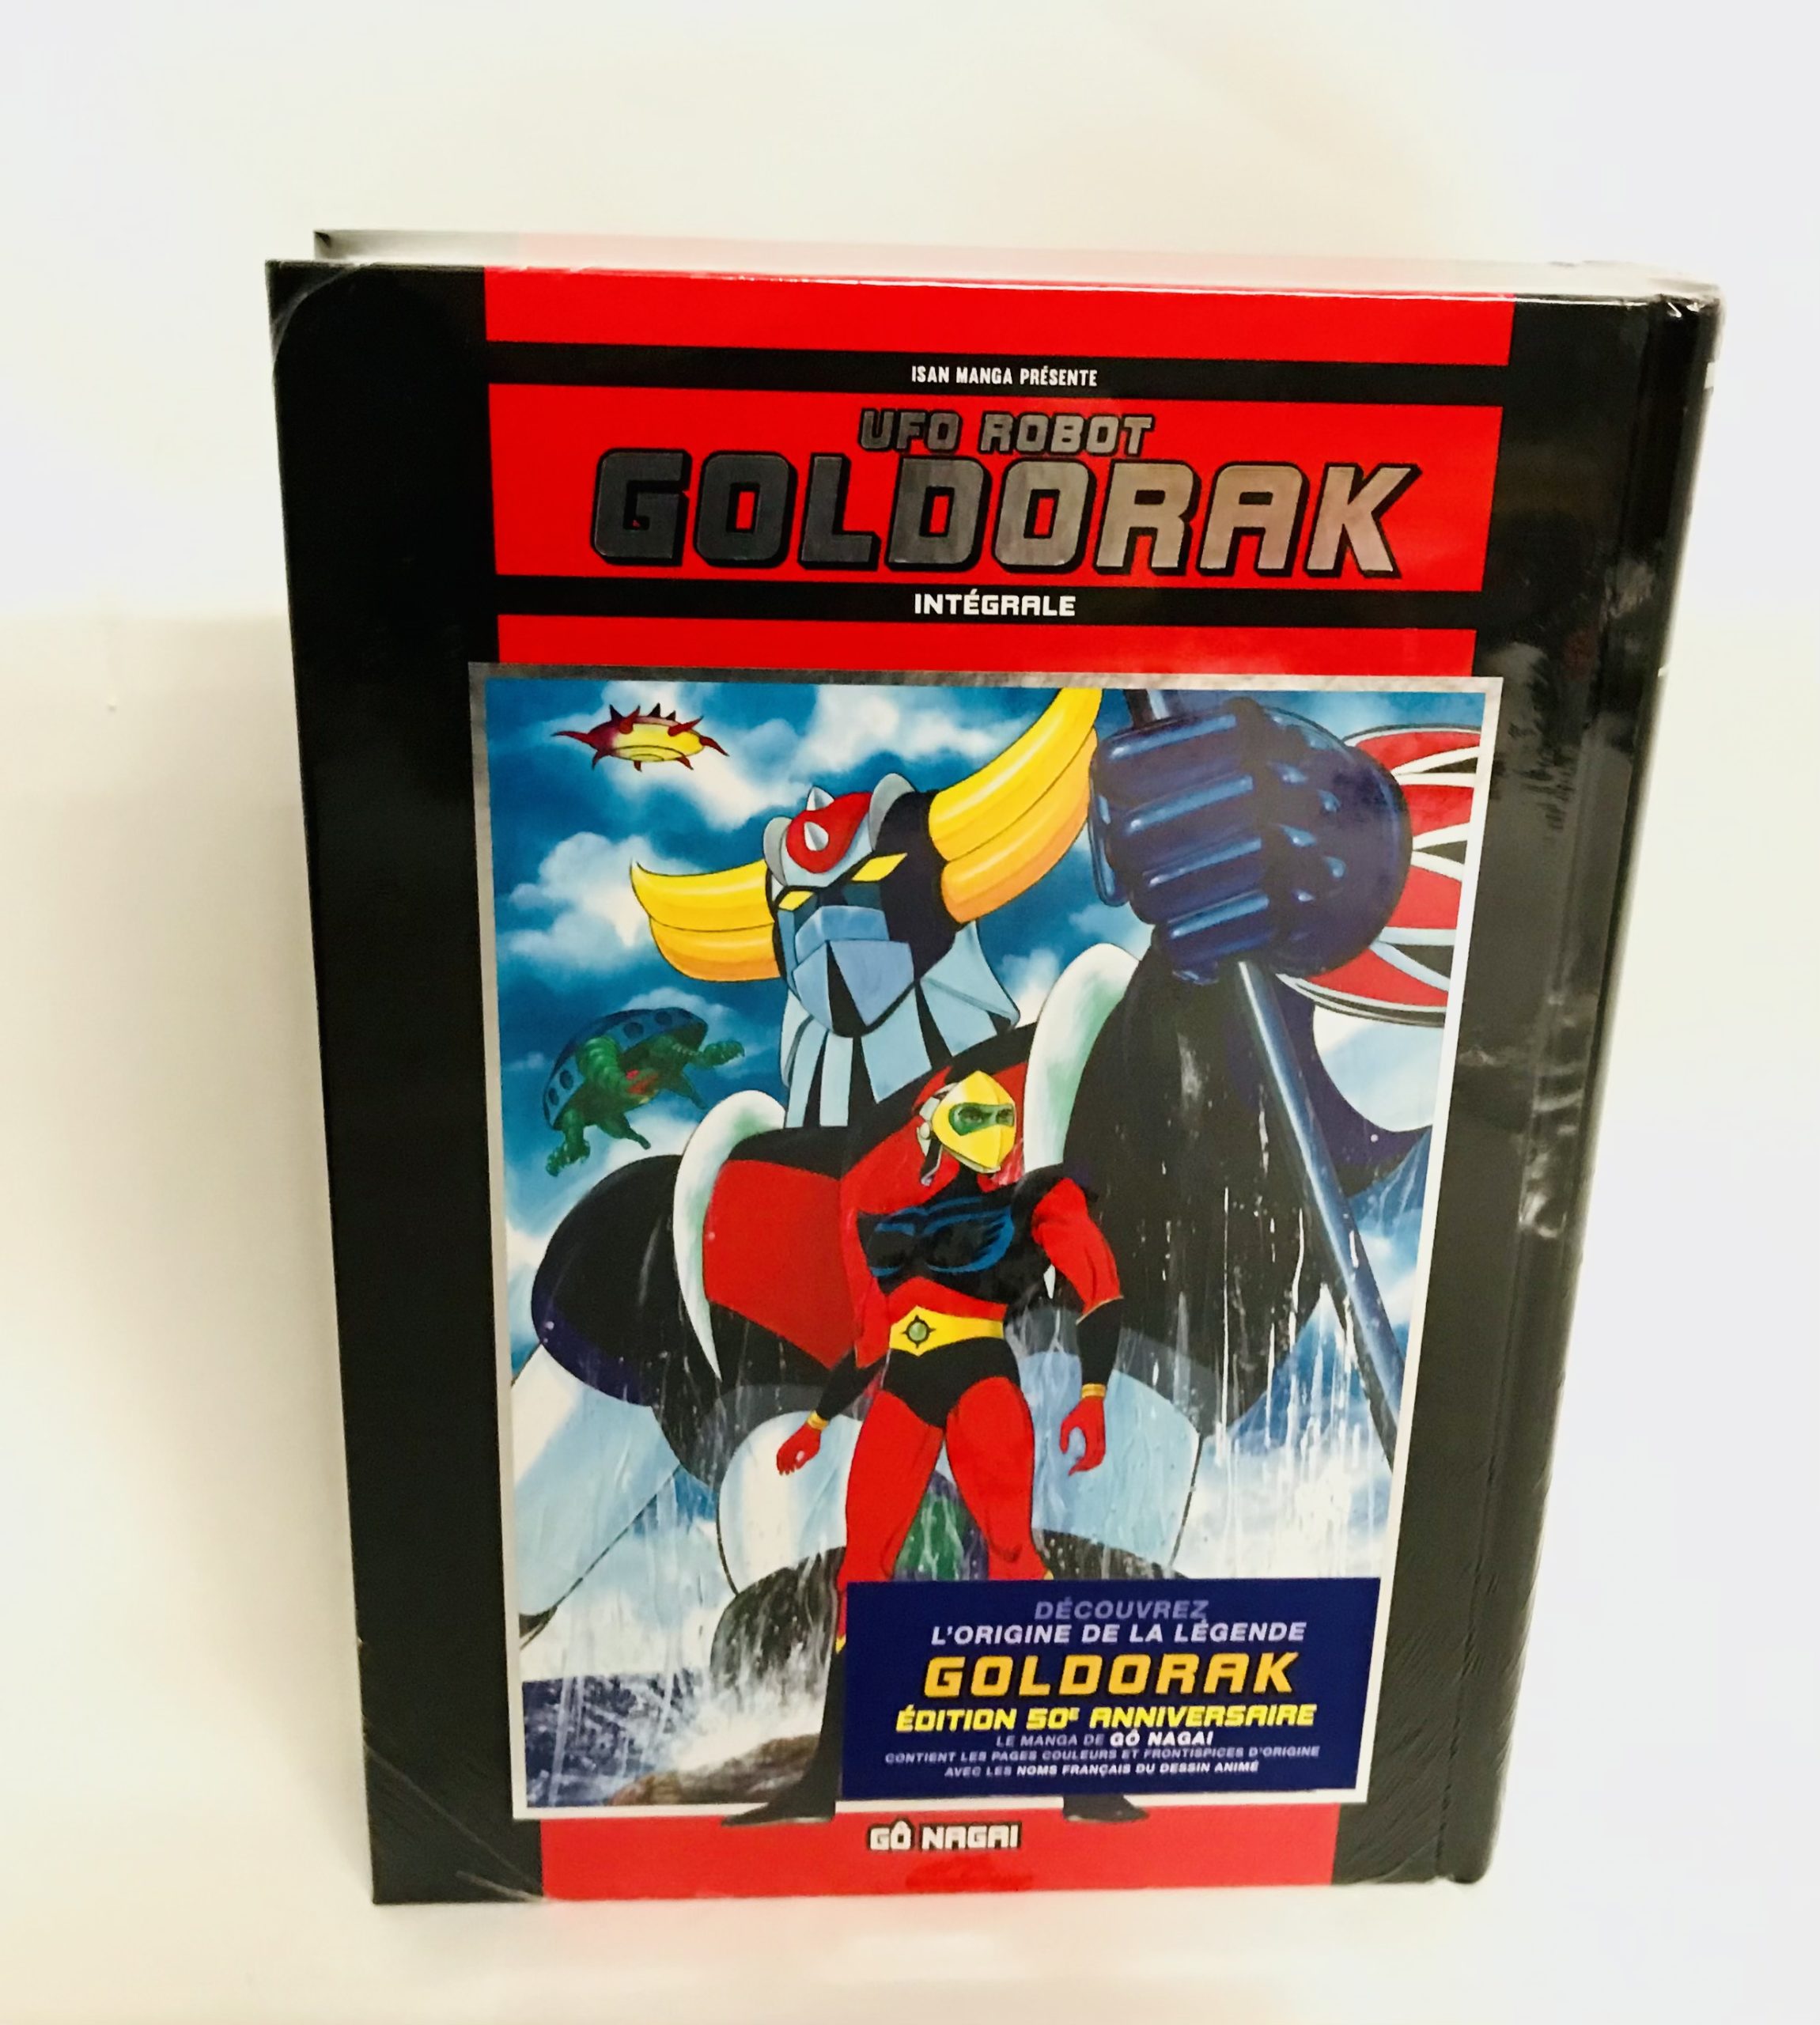 ISAN MANGA PRÉSENTE
UFO ROBOT
GOLDORAK
INTÉGRALE
DÉCOUVREZ
L'ORIGINE DE LA LÉGENDE
GOLDORAK
ÉDITION 50E ANNIVERSAIRE
LE MANGA DE GÔ NAGAI
CONTIENT LES PAGES COULEURS ET FRONTISPICES D'ORIGINE
AVEC LES NOMS FRANÇAIS DU DESSIN ANIMÉ
GÔ NAGAI